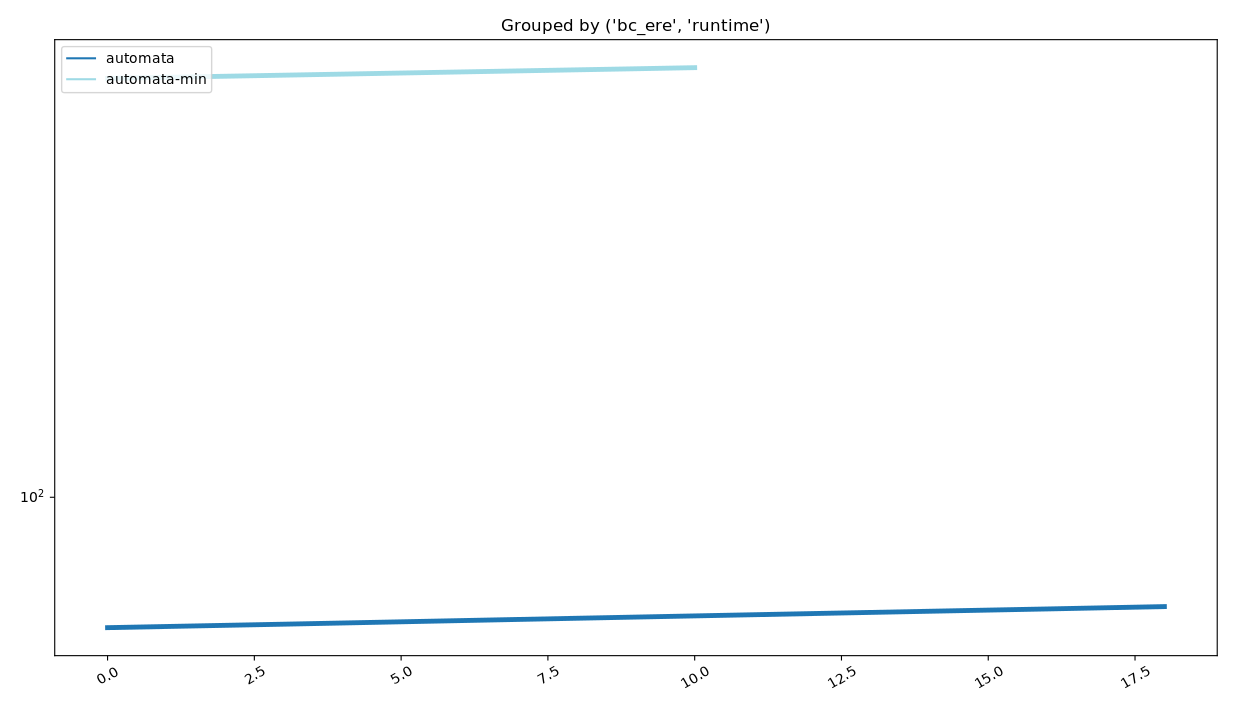 Grouped by ('bc_ere', 'runtime')
automata
automata-min
10²
0.0 2.5 5.0 7.5 10.0 12.5 15.0 17.5